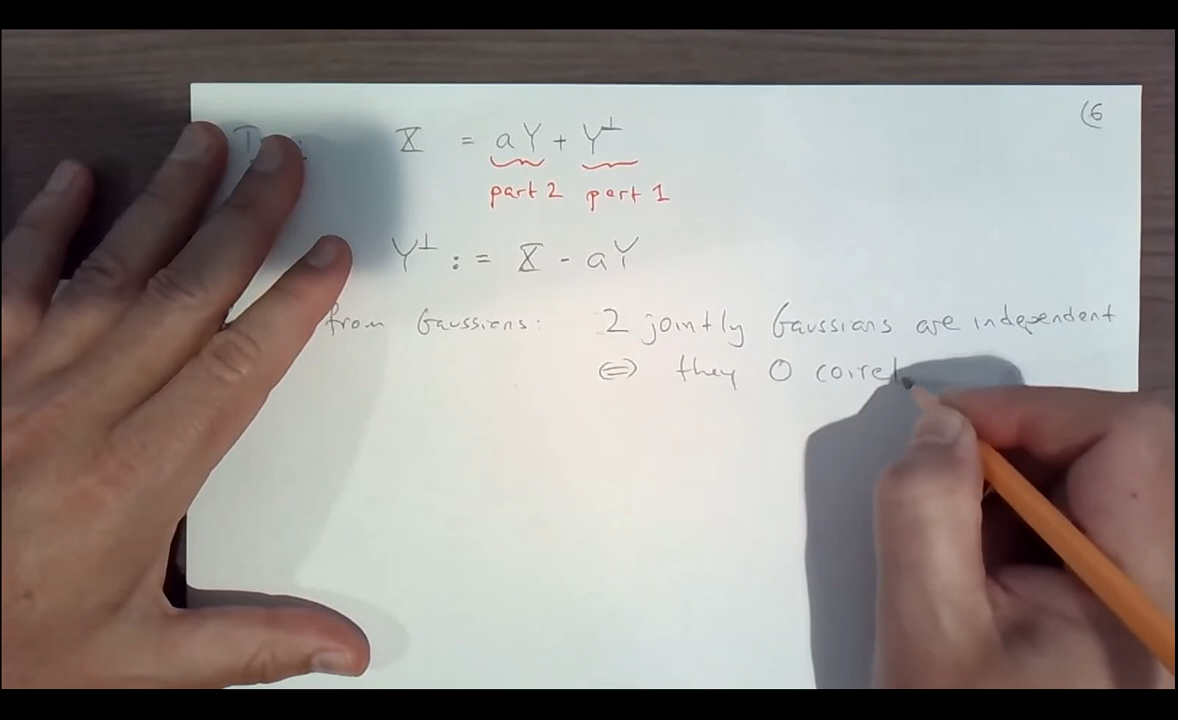 (6
X = aY + Y⊥
part 2 part 1
Y⊥ := X - aY
from Gaussians: 2 jointly Gaussians are independent
⇔ they 0 correl